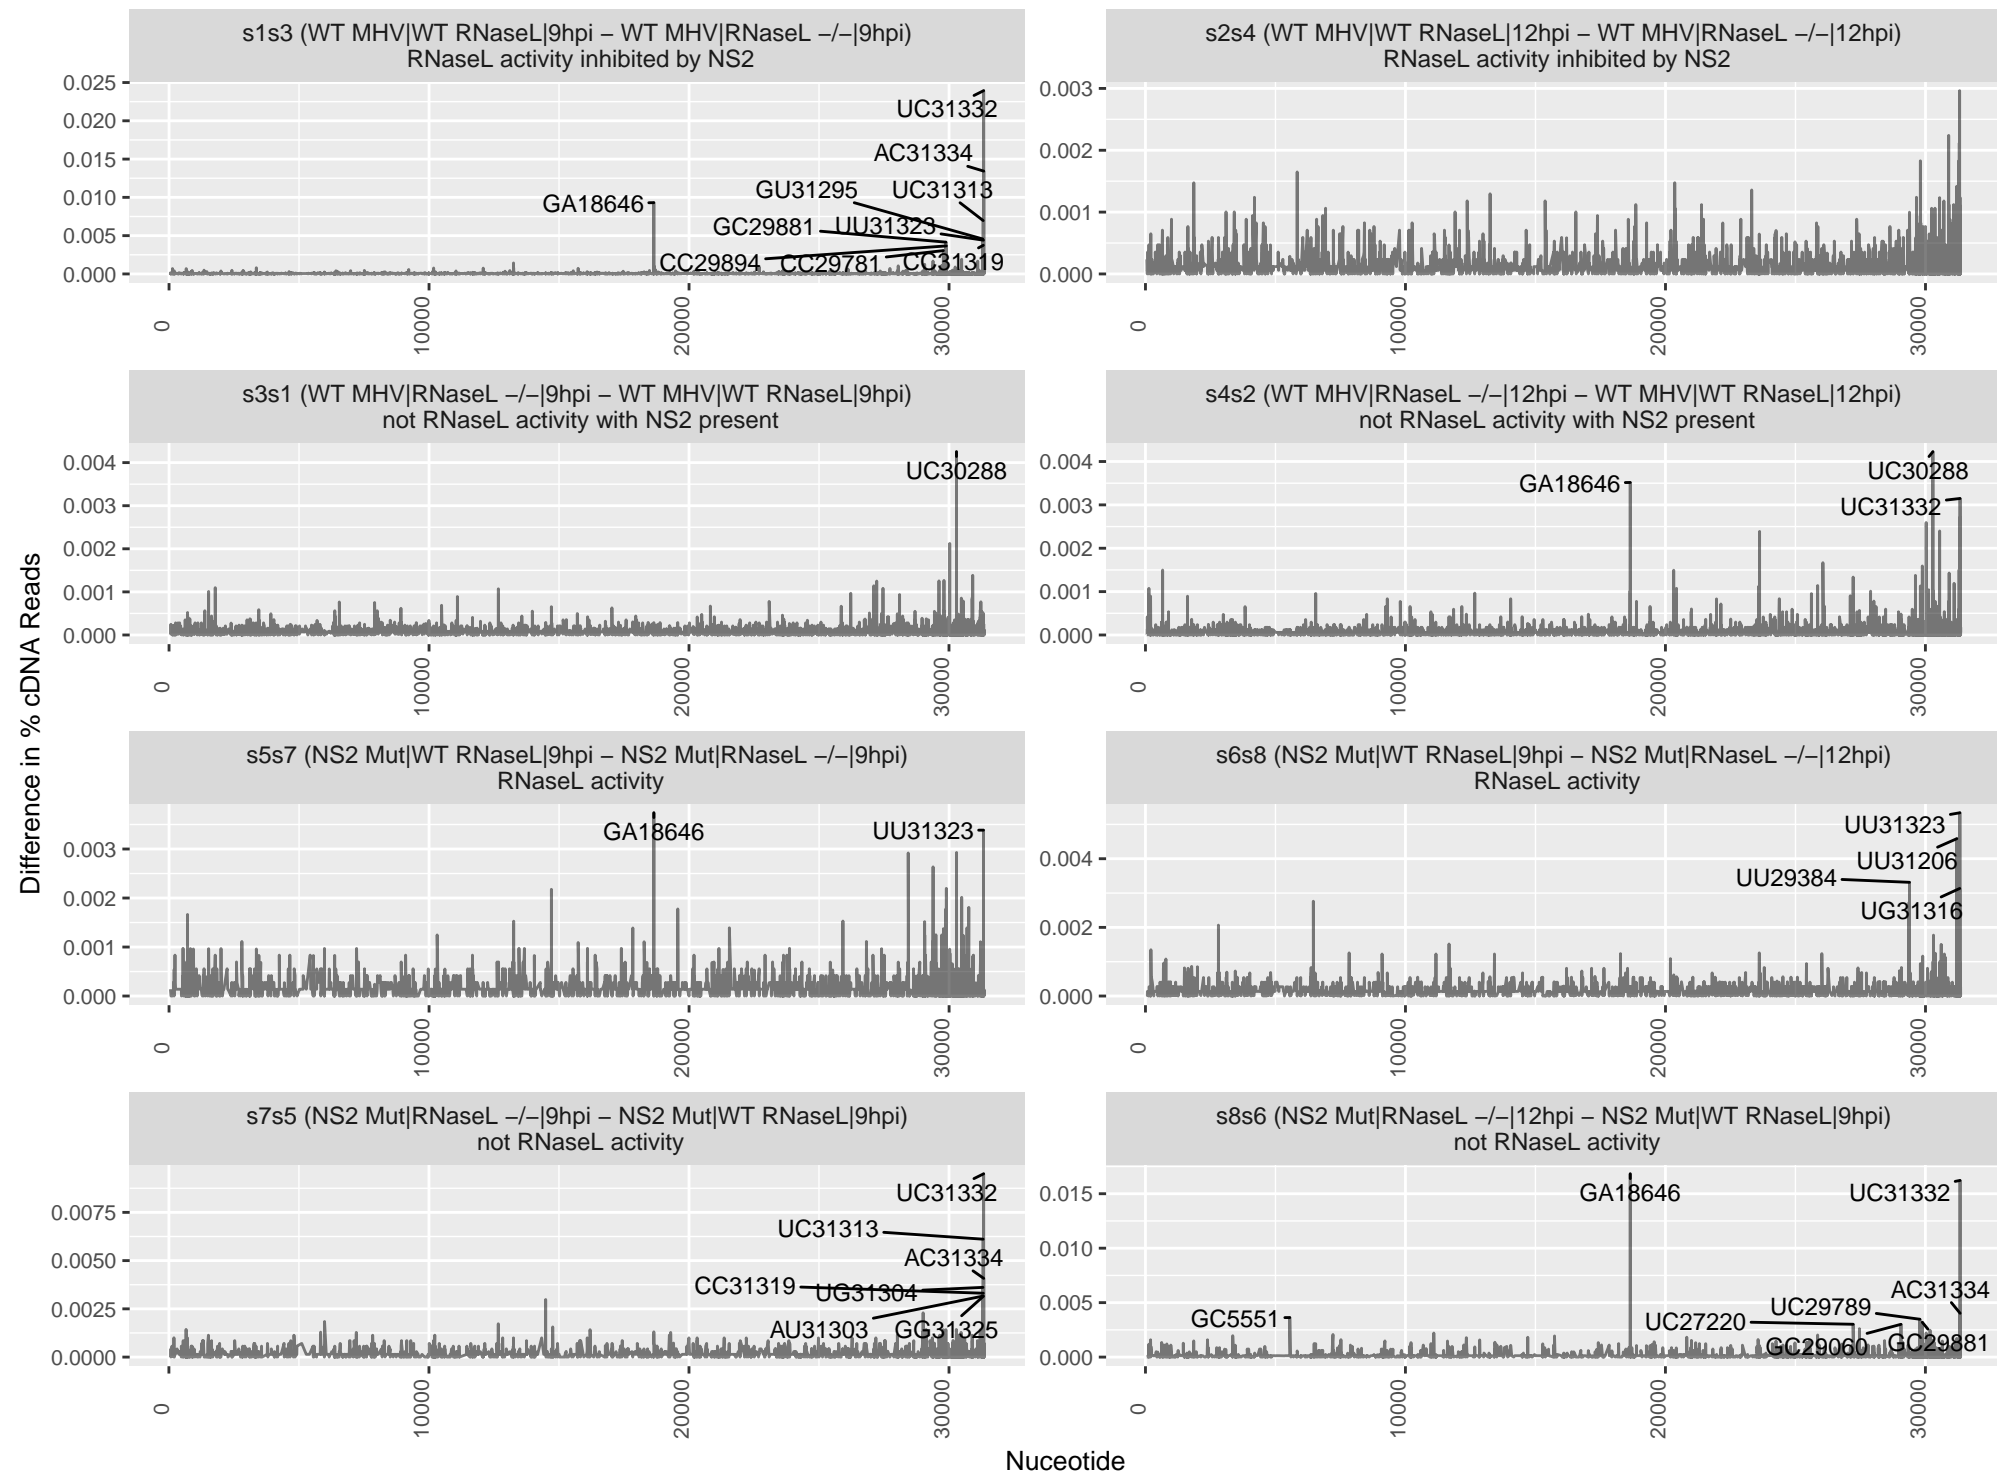 s1s3 (WT MHV|WT RNaseL|9hpi − WT MHV|RNaseL −/−|9hpi)
RNaseL activity inhibited by NS2
0.025
0.020
0.015
0.010
0.005
0.000
UC31332
AC31334
GU31295
UC31313
GA18646
GC29881
UU31323
CC29894
CC29781
CC31319
0
10000
20000
30000
s2s4 (WT MHV|WT RNaseL|12hpi − WT MHV|RNaseL −/−|12hpi)
RNaseL activity inhibited by NS2
0.003
0.002
0.001
0.000
0
10000
20000
30000
s3s1 (WT MHV|RNaseL −/−|9hpi − WT MHV|WT RNaseL|9hpi)
not RNaseL activity with NS2 present
0.004
0.003
0.002
0.001
0.000
UC30288
0
10000
20000
30000
s4s2 (WT MHV|RNaseL −/−|12hpi − WT MHV|WT RNaseL|12hpi)
not RNaseL activity with NS2 present
0.004
0.003
0.002
0.001
0.000
UC30288
GA18646
UC31332
0
10000
20000
30000
Difference in % cDNA Reads
s5s7 (NS2 Mut|WT RNaseL|9hpi − NS2 Mut|RNaseL −/−|9hpi)
RNaseL activity
0.003
0.002
0.001
0.000
GA18646
UU31323
0
10000
20000
30000
s6s8 (NS2 Mut|WT RNaseL|9hpi − NS2 Mut|RNaseL −/−|12hpi)
RNaseL activity
0.004
0.002
0.000
UU31323
UU31206
UU29384
UG31316
0
10000
20000
30000
s7s5 (NS2 Mut|RNaseL −/−|9hpi − NS2 Mut|WT RNaseL|9hpi)
not RNaseL activity
0.0075
0.0050
0.0025
0.0000
UC31332
UC31313
AC31334
CC31319
UG31304
AU31303
GG31325
0
10000
20000
30000
s8s6 (NS2 Mut|RNaseL −/−|12hpi − NS2 Mut|WT RNaseL|9hpi)
not RNaseL activity
0.015
0.010
0.005
0.000
GA18646
UC31332
AC31334
UC29789
GC5551
UC27220
GC29060
GC29881
0
10000
20000
30000
Nuceotide